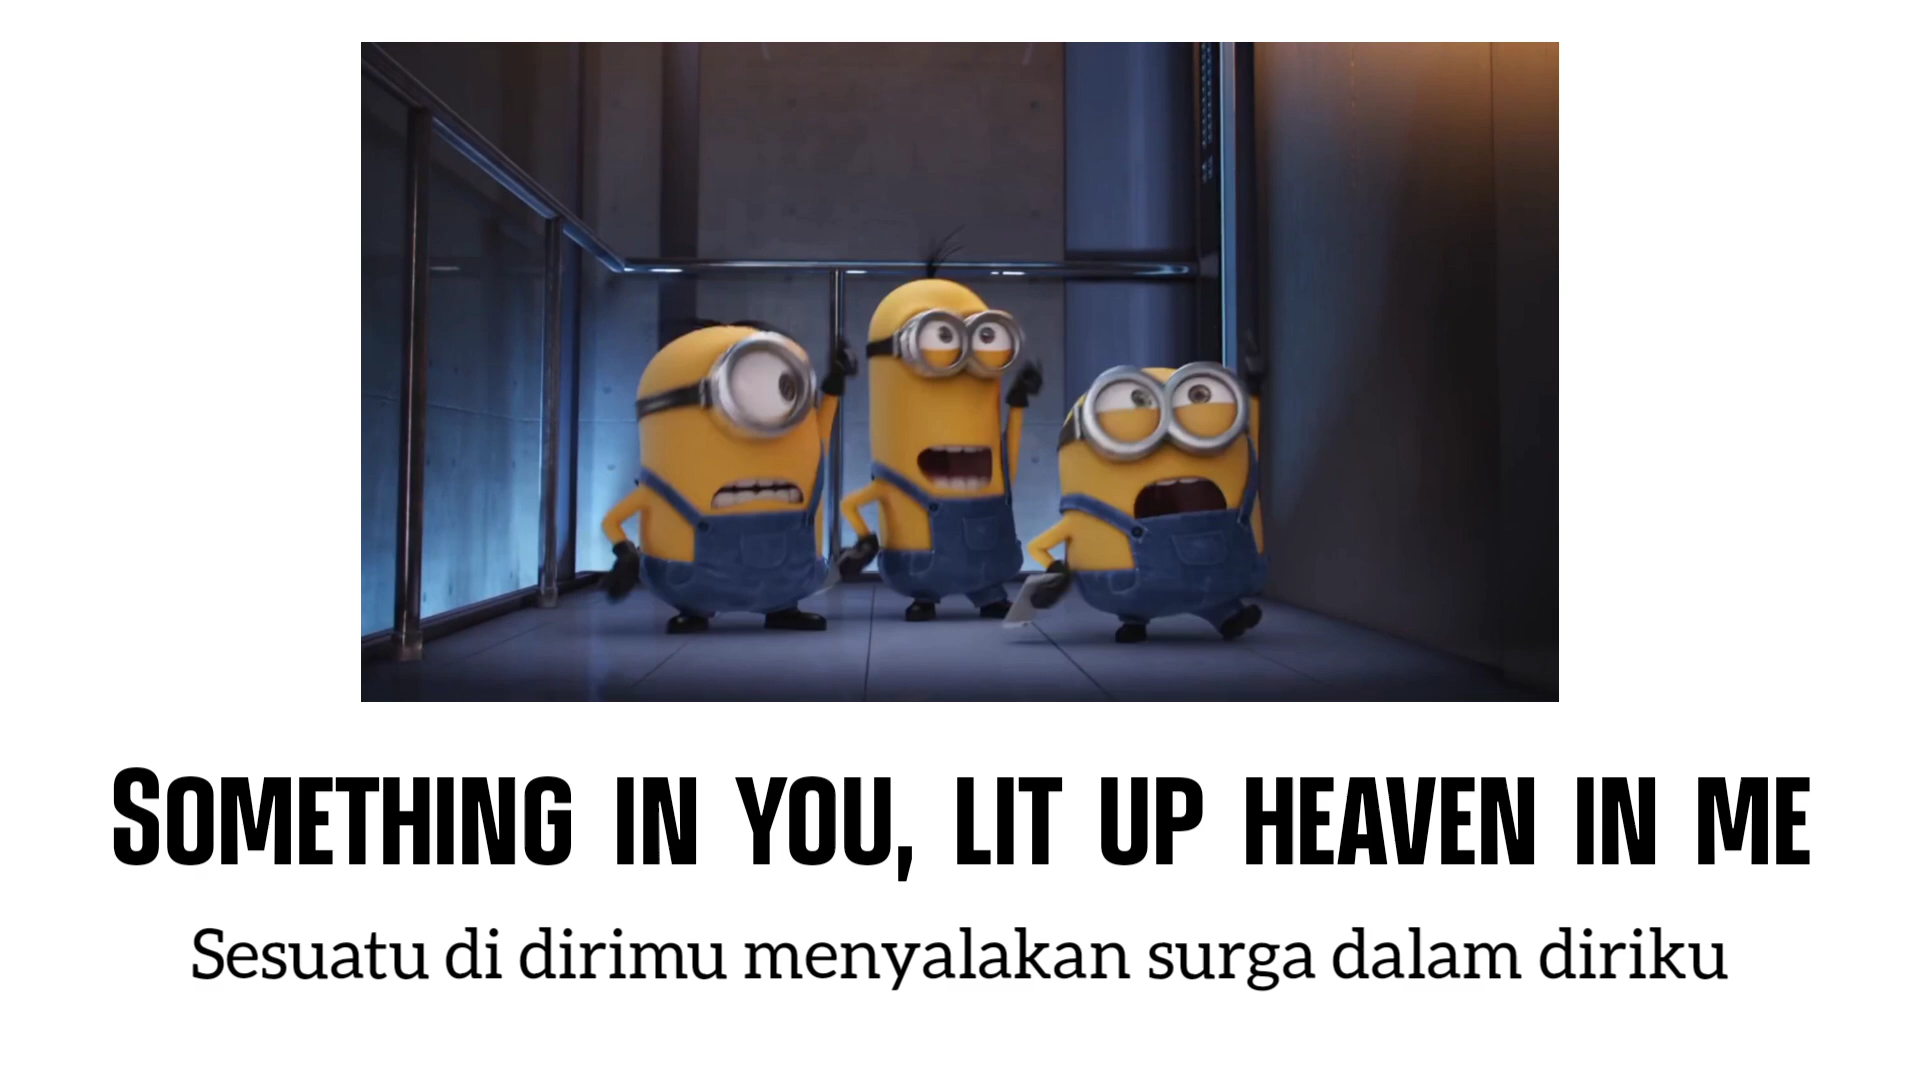 Something in you, lit up heaven in me
Sesuatu di dirimu menyalakan surga dalam diriku